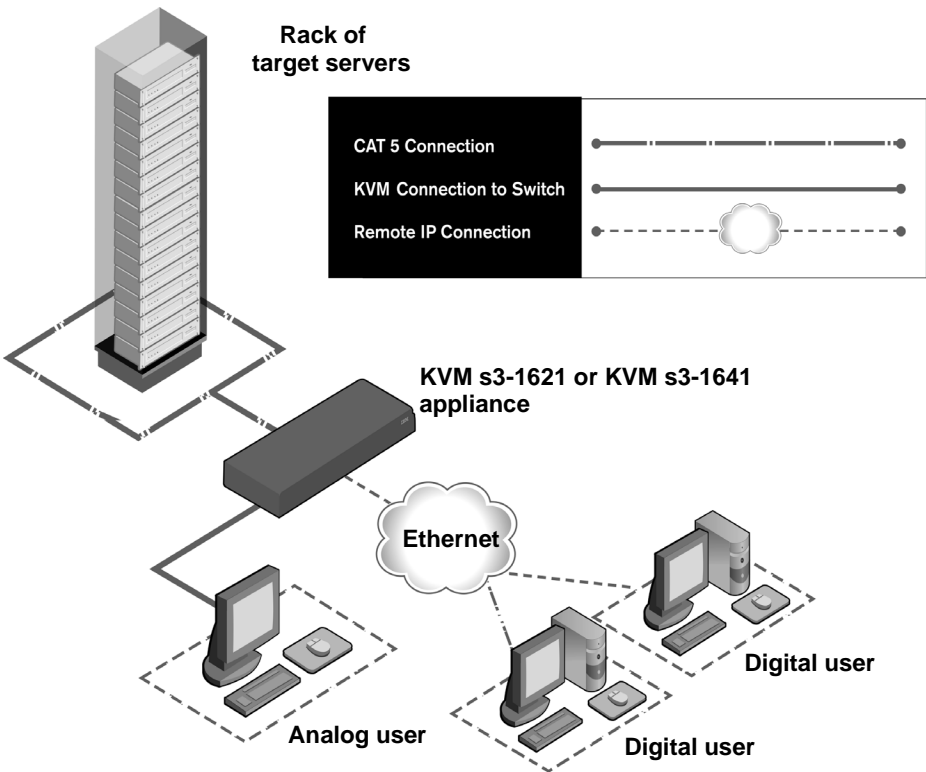 Rack of
target servers
CAT 5 Connection
KVM Connection to Switch
Remote IP Connection
KVM s3-1621 or KVM s3-1641
appliance
Ethernet
Digital user
Analog user
Digital user